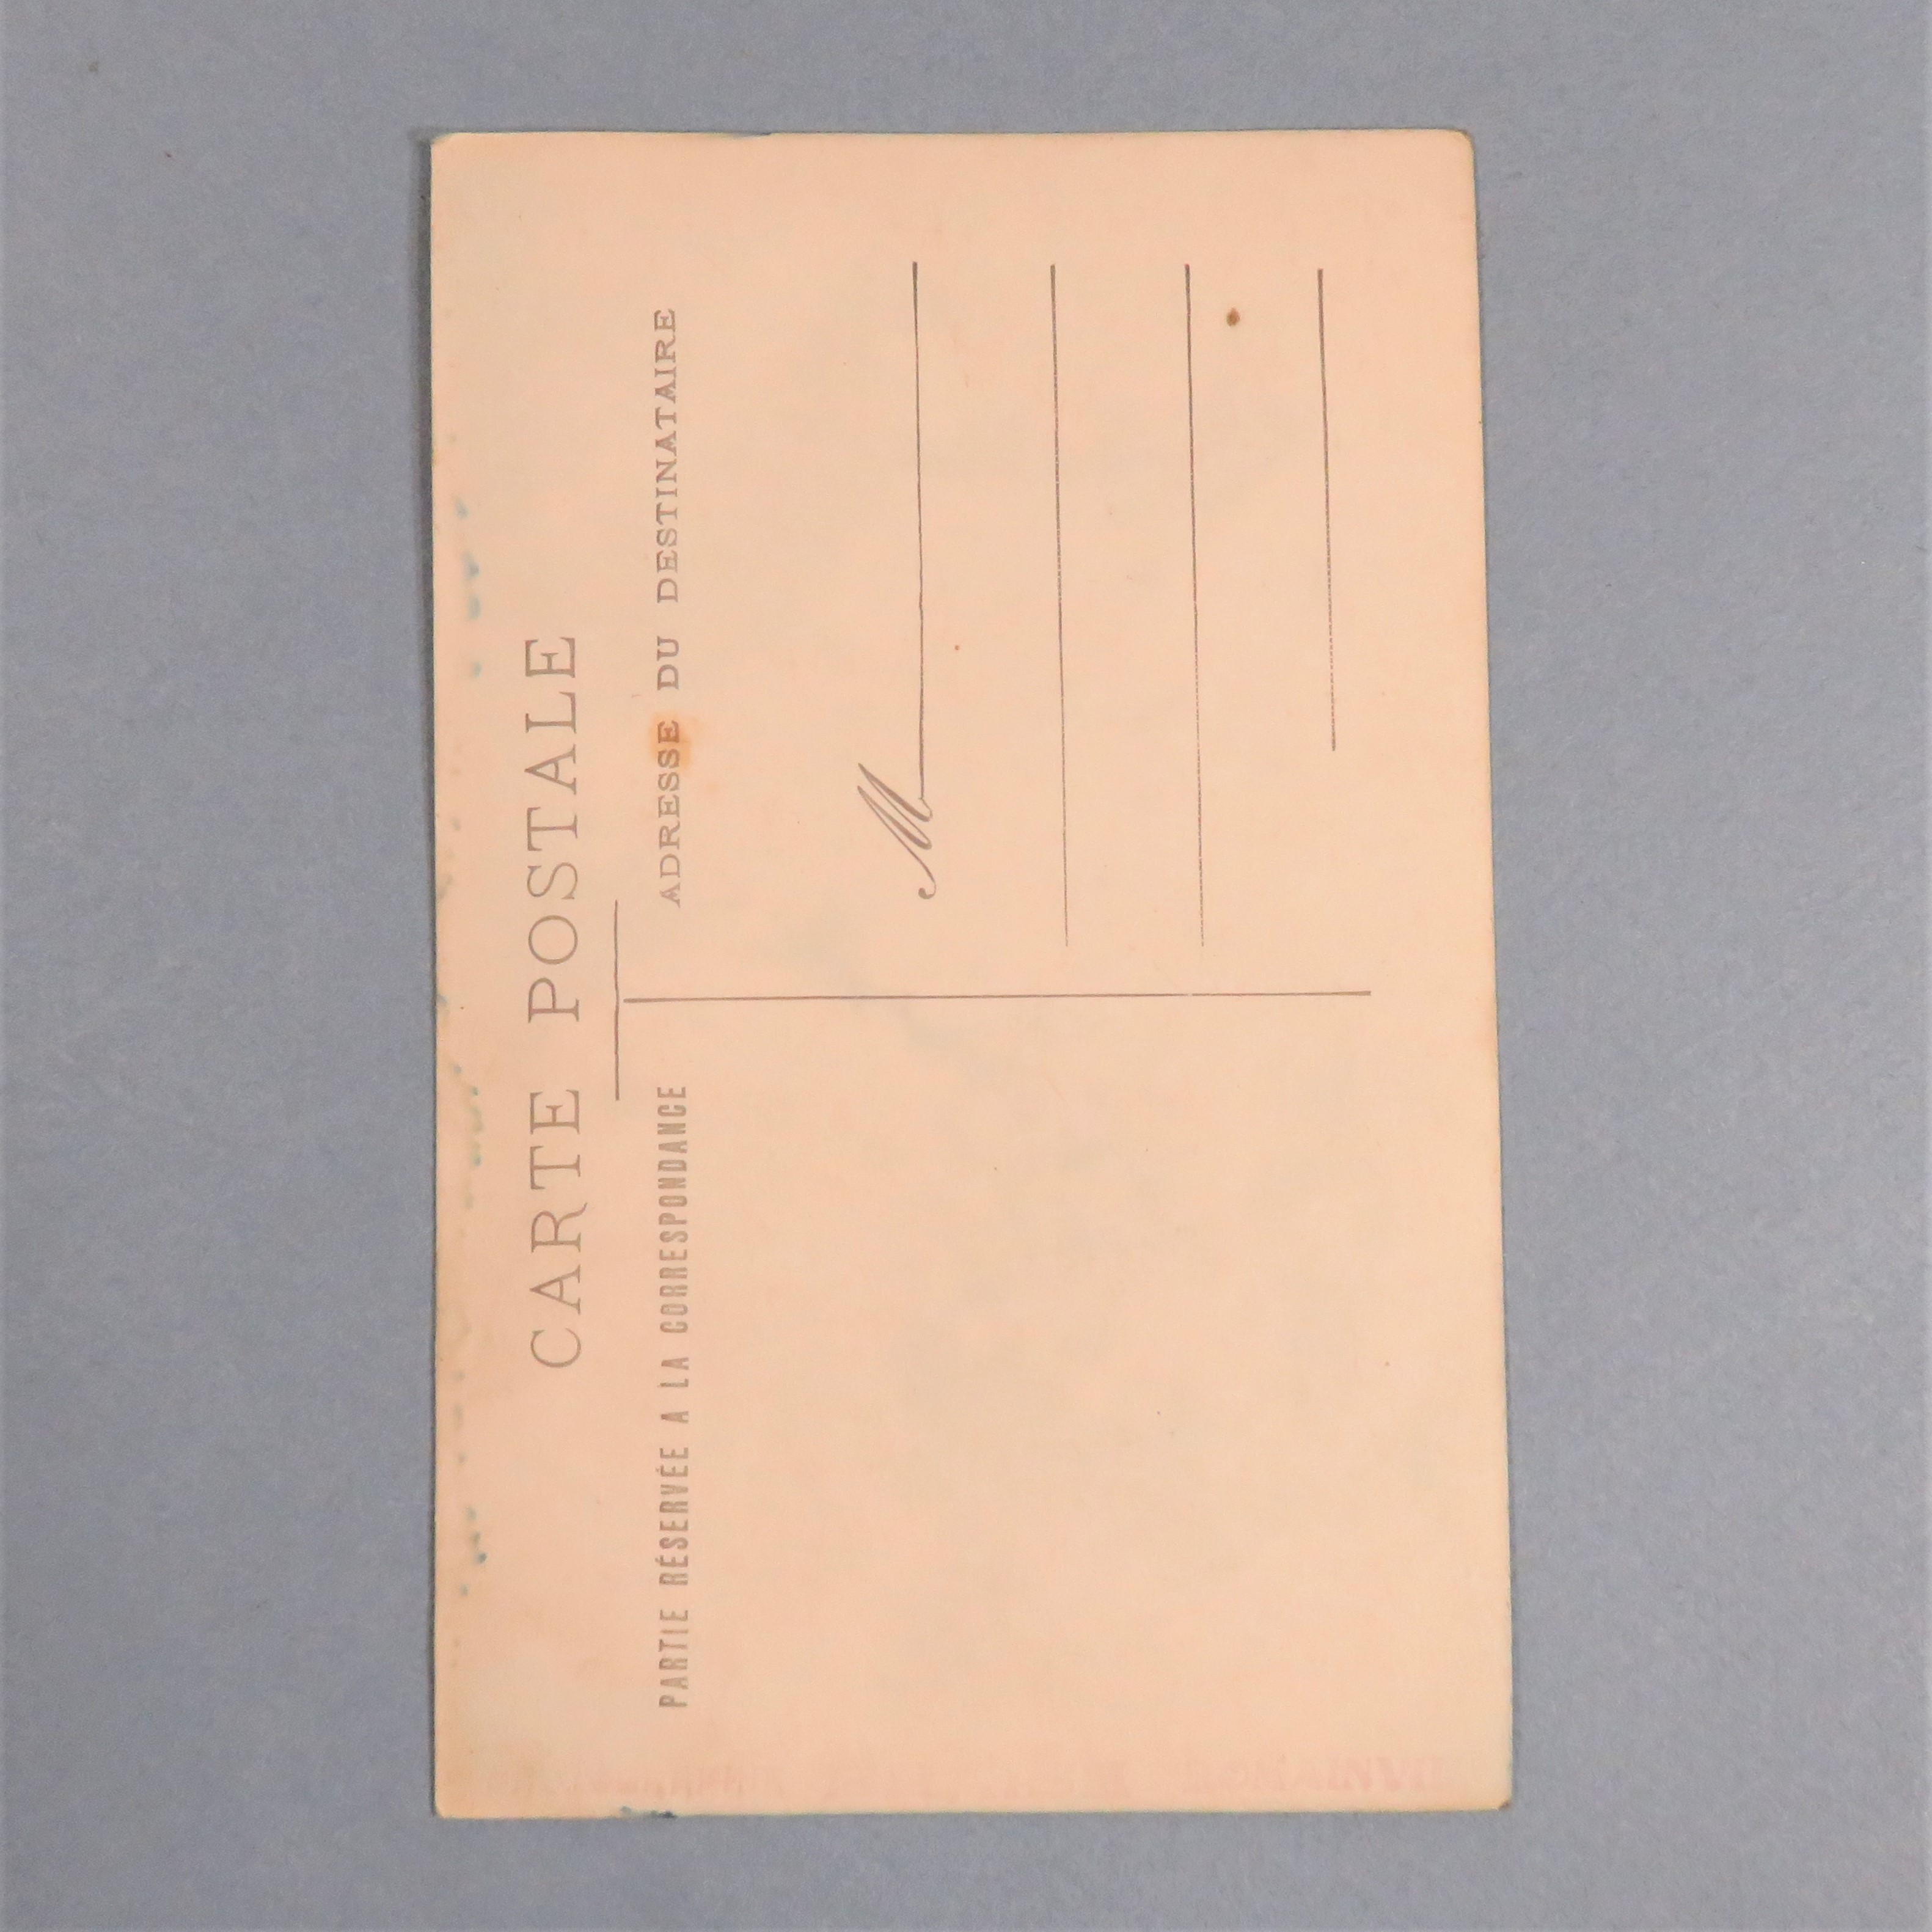 CARTE POSTALE
PARTIE RÉSERVÉE A LA CORRESPONDANCE
ADRESSE DU DESTINATAIRE
M